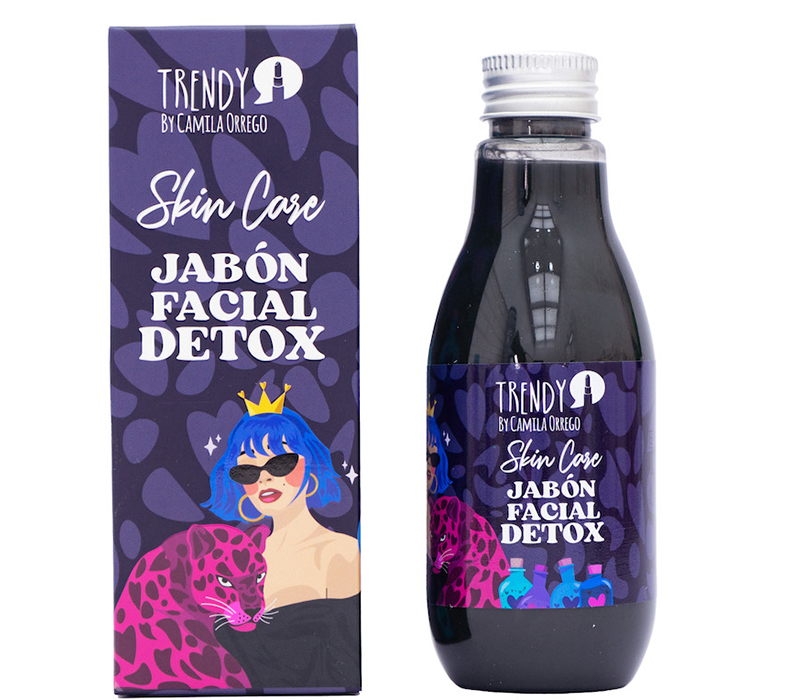 TRENDY
BY CAMILA ORREGO
Skin Care
JABÓN
FACIAL
DETOX
TRENDY
BY CAMILA ORREGO
Skin Care
JABÓN
FACIAL
DETOX